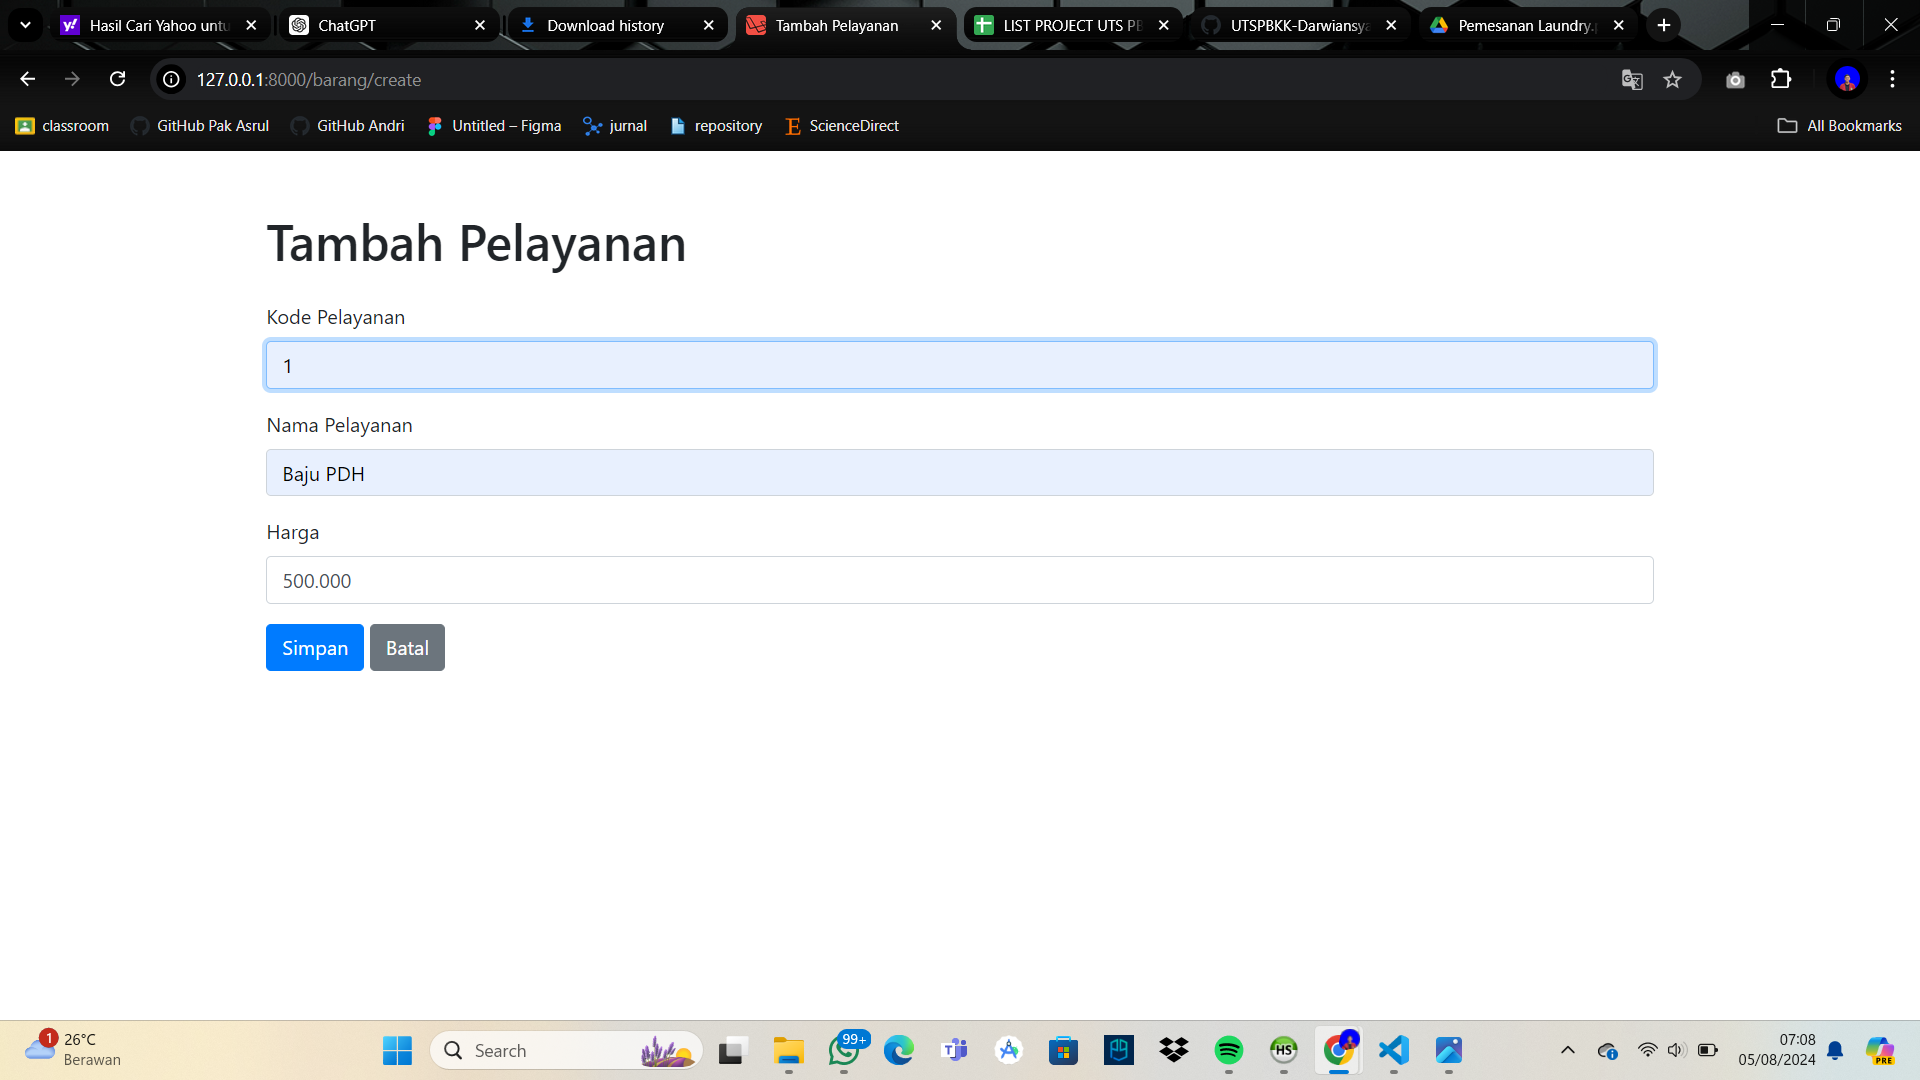 Hasil Cari Yahoo untu
ChatGPT
Download history
Tambah Pelayanan
LIST PROJECT UTS PB
UTSPBKK-Darwiansya
Pemesanan Laundry.
127.0.0.1:8000/barang/create
classroom
GitHub Pak Asrul
GitHub Andri
Untitled – Figma
jurnal
repository
ScienceDirect
All Bookmarks
Tambah Pelayanan
Kode Pelayanan
1
Nama Pelayanan
Baju PDH
Harga
500.000
Simpan Batal
1
26°C
Berawan
Search
99+
HS
PRE
07:08
05/08/2024